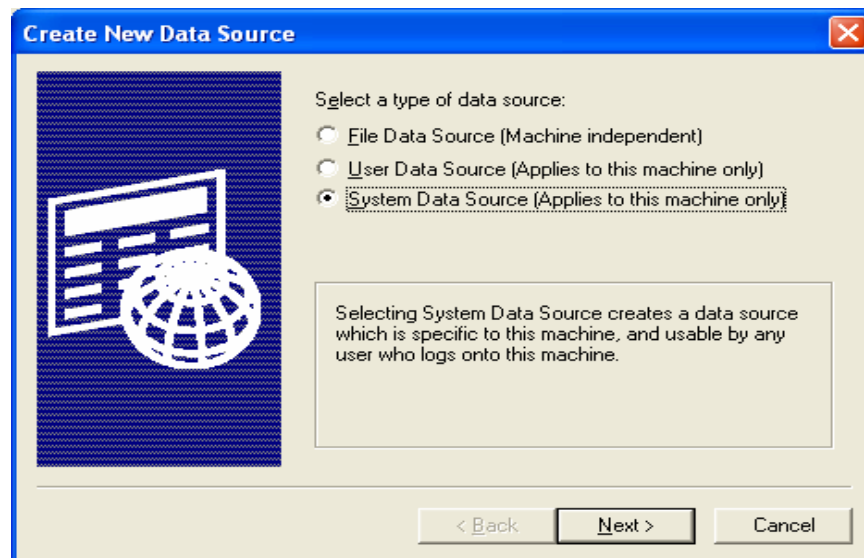 Create New Data Source
Select a type of data source:
File Data Source (Machine independent)
User Data Source (Applies to this machine only)
System Data Source (Applies to this machine only)
Selecting System Data Source creates a data source
which is specific to this machine, and usable by any
user who logs onto this machine.
< Back
Next >
Cancel